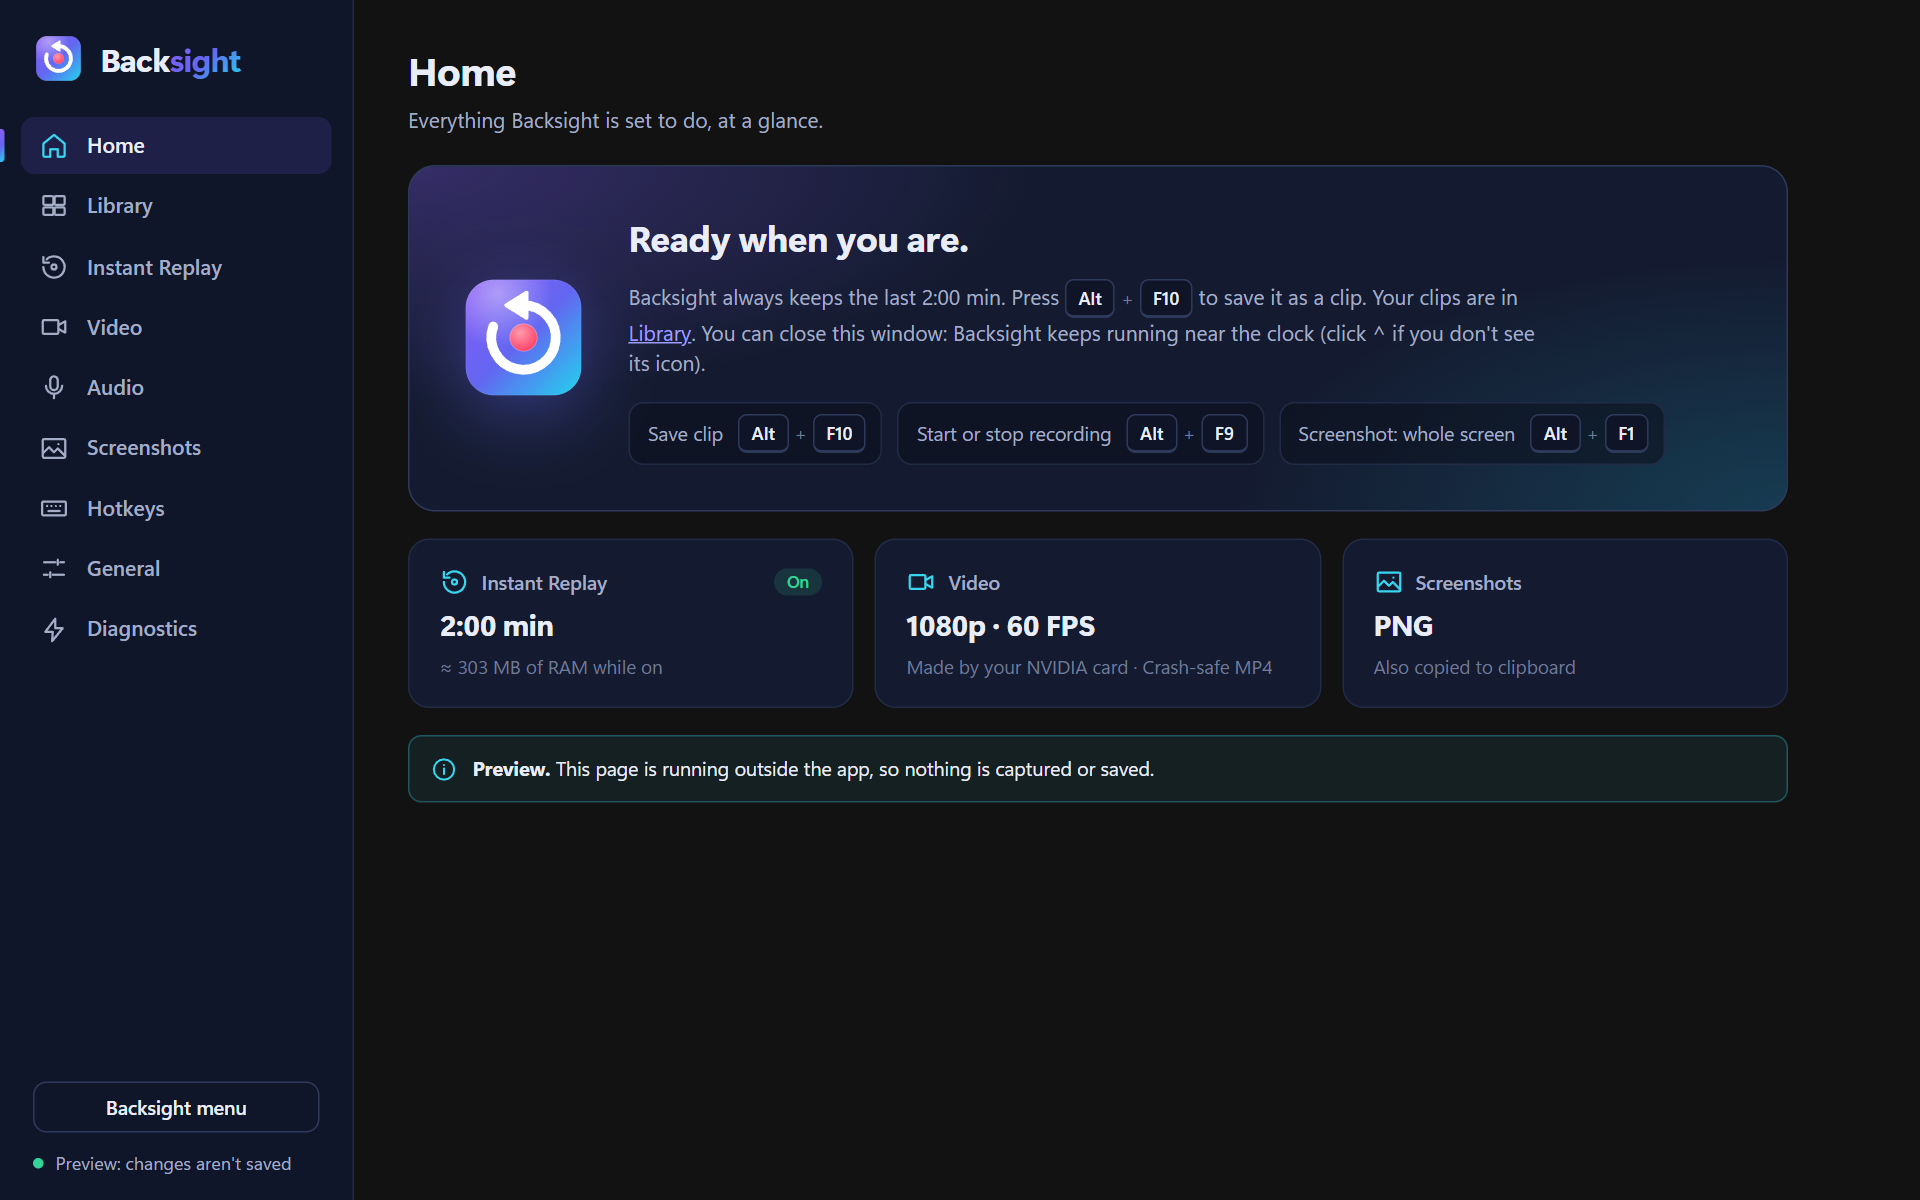 Backsight
Home
Library
Instant Replay
Video
Audio
Screenshots
Hotkeys
General
Diagnostics
Backsight menu
Preview: changes aren't saved
Home
Everything Backsight is set to do, at a glance.
Ready when you are.
Backsight always keeps the last 2:00 min. Press Alt + F10 to save it as a clip. Your clips are in
Library. You can close this window: Backsight keeps running near the clock (click ^ if you don't see
its icon).
Save clip Alt + F10
Start or stop recording Alt + F9
Screenshot: whole screen Alt + F1
Instant Replay On
2:00 min
≈ 303 MB of RAM while on
Video
1080p · 60 FPS
Made by your NVIDIA card · Crash-safe MP4
Screenshots
PNG
Also copied to clipboard
Preview. This page is running outside the app, so nothing is captured or saved.